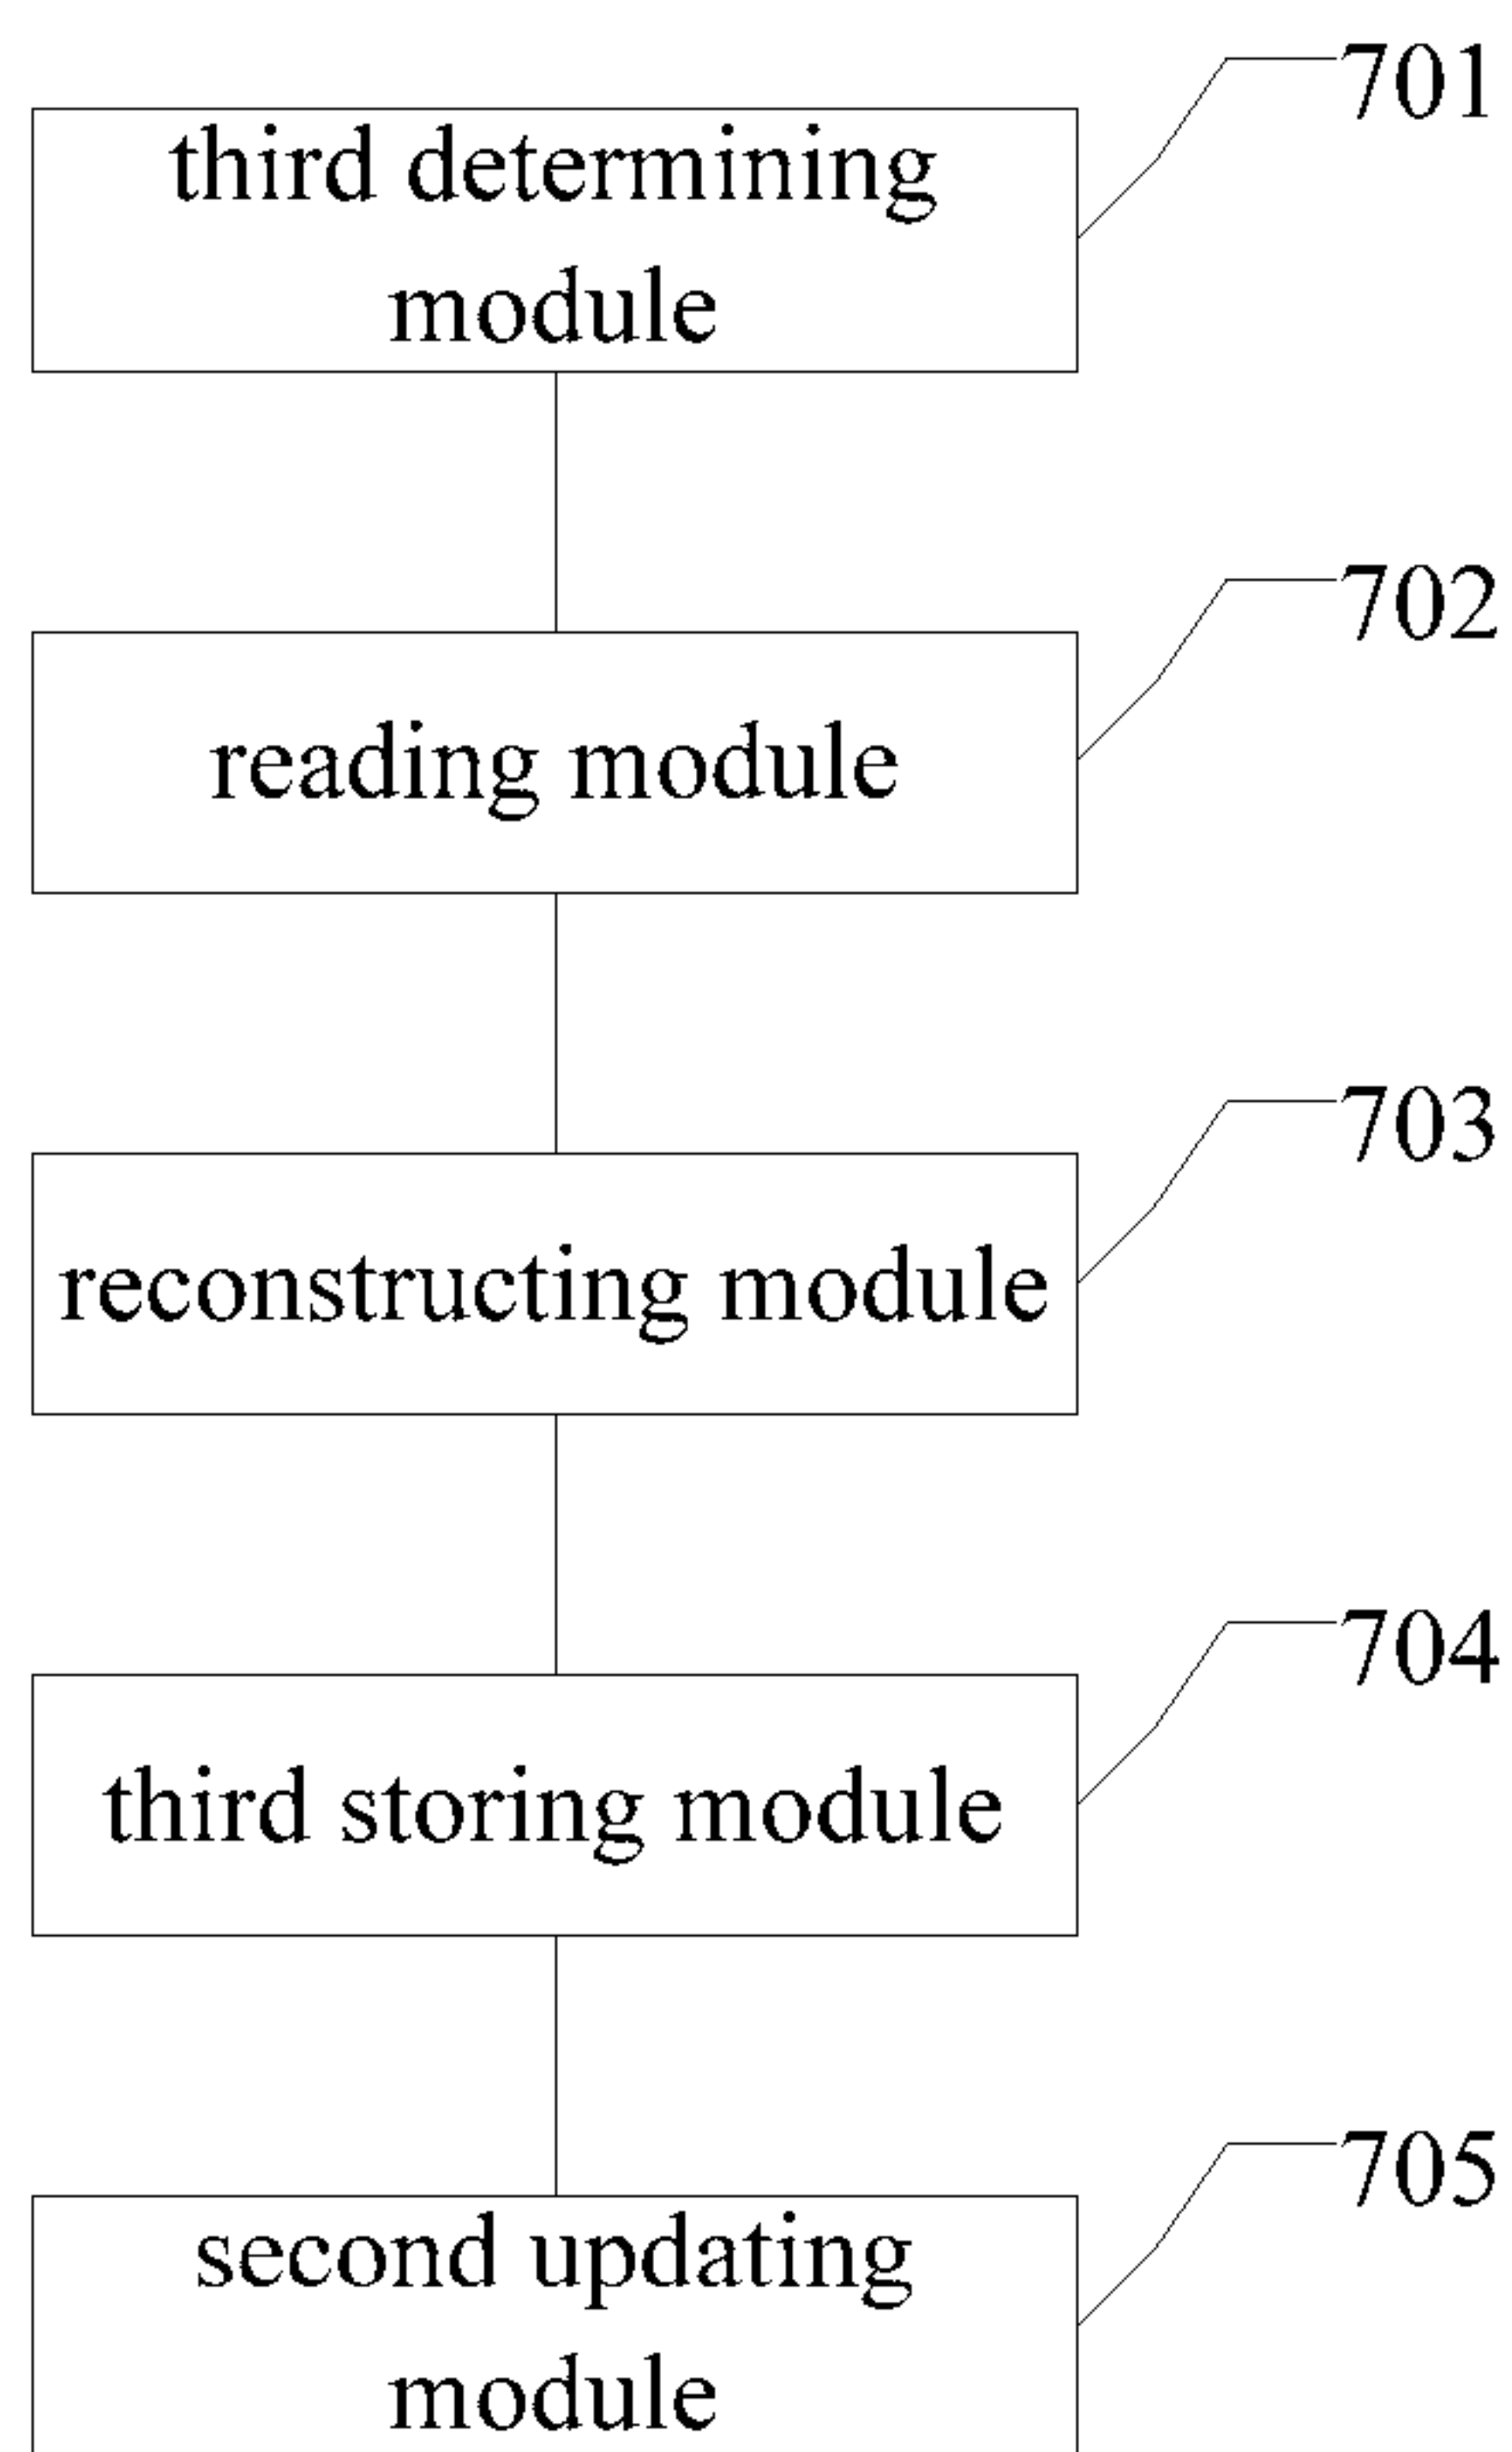 701
third determining
module
702
reading module
703
reconstructing module
704
third storing module
705
second updating
module